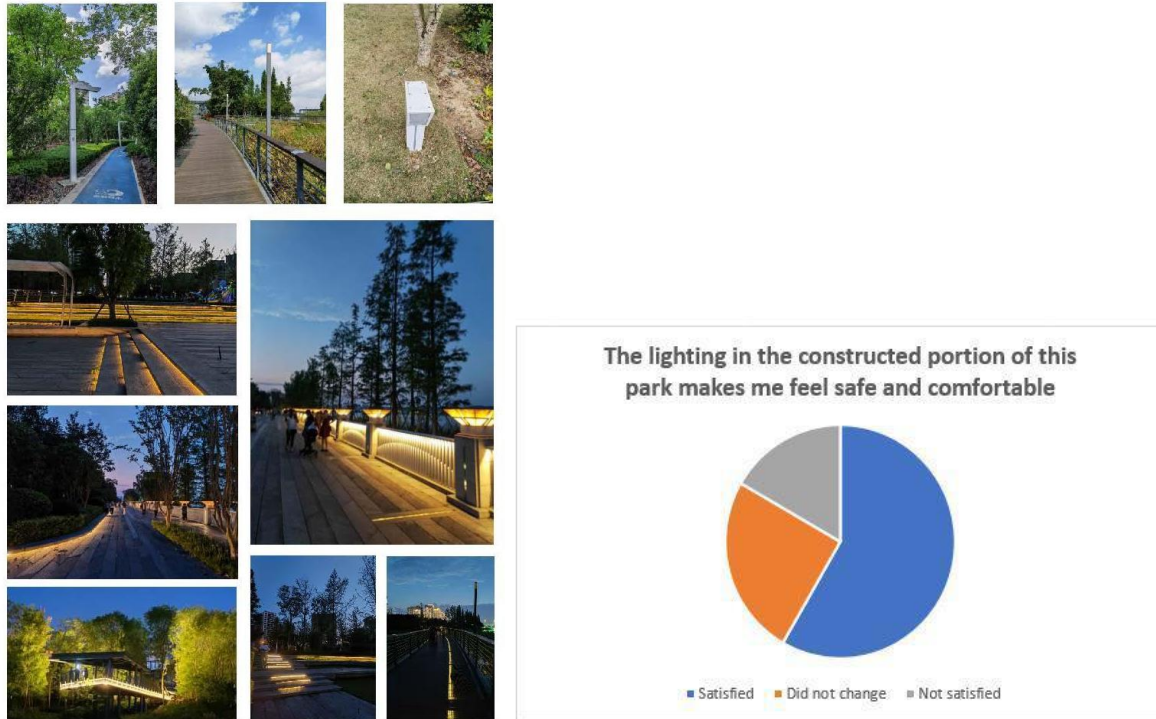 The lighting in the constructed portion of this
park makes me feel safe and comfortable
Satisfied
Did not change
Not satisfied